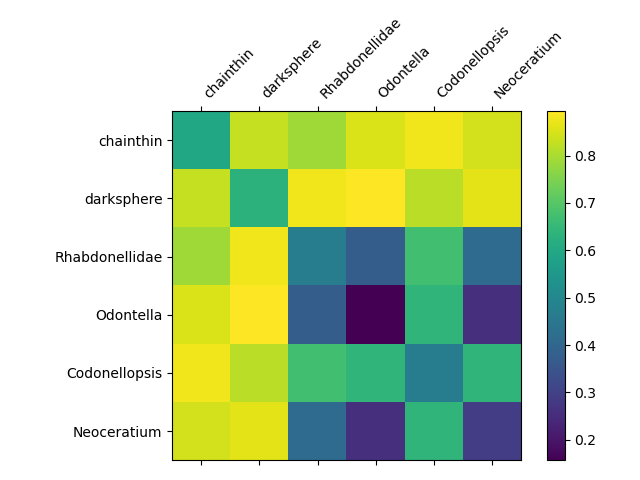 chainthin
darksphere
Rhabdonellidae
Odontella
Codonellopsis
Neoceratium
chainthin
darksphere
Rhabdonellidae
Odontella
Codonellopsis
Neoceratium
0.8
0.7
0.6
0.5
0.4
0.3
0.2